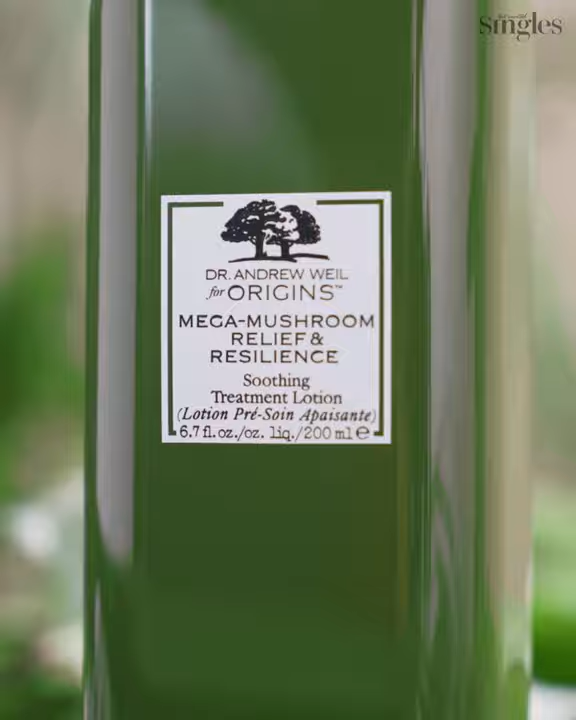 Singles
DR. ANDREW WEIL
for ORIGINS™
MEGA-MUSHROOM
RELIEF &
RESILIENCE
Soothing
Treatment Lotion
(Lotion Pré-Soin Apaisante)
6.7 fl. oz./oz. liq./200 ml e